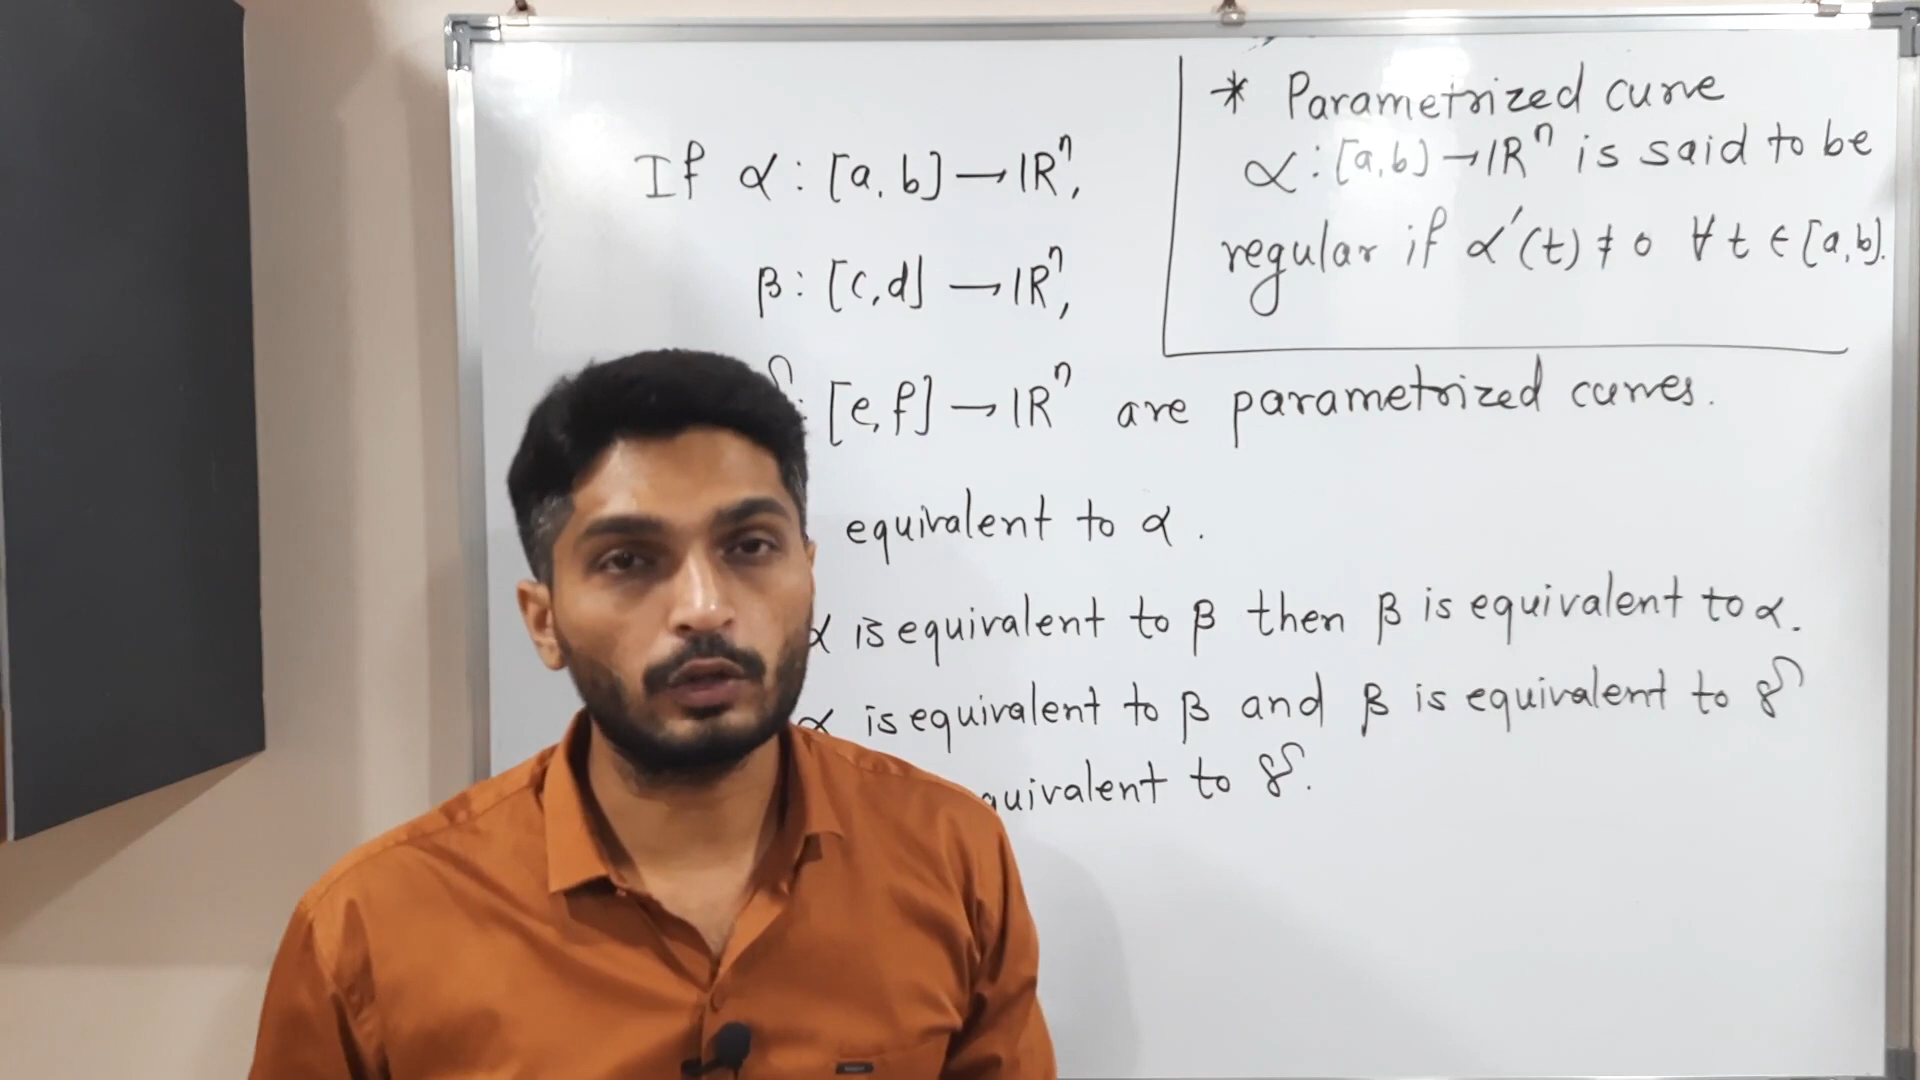 If α : [a, b] → ℝⁿ,
β : [c, d] → ℝⁿ,
: [e, f] → ℝⁿ are parametrized curves.
equivalent to α.
α is equivalent to β then β is equivalent to α.
α is equivalent to β and β is equivalent to γ
equivalent to γ.
* Parametrized curve
α : [a, b] → ℝⁿ is said to be
regular if α′(t) ≠ 0 ∀ t ∈ [a, b].